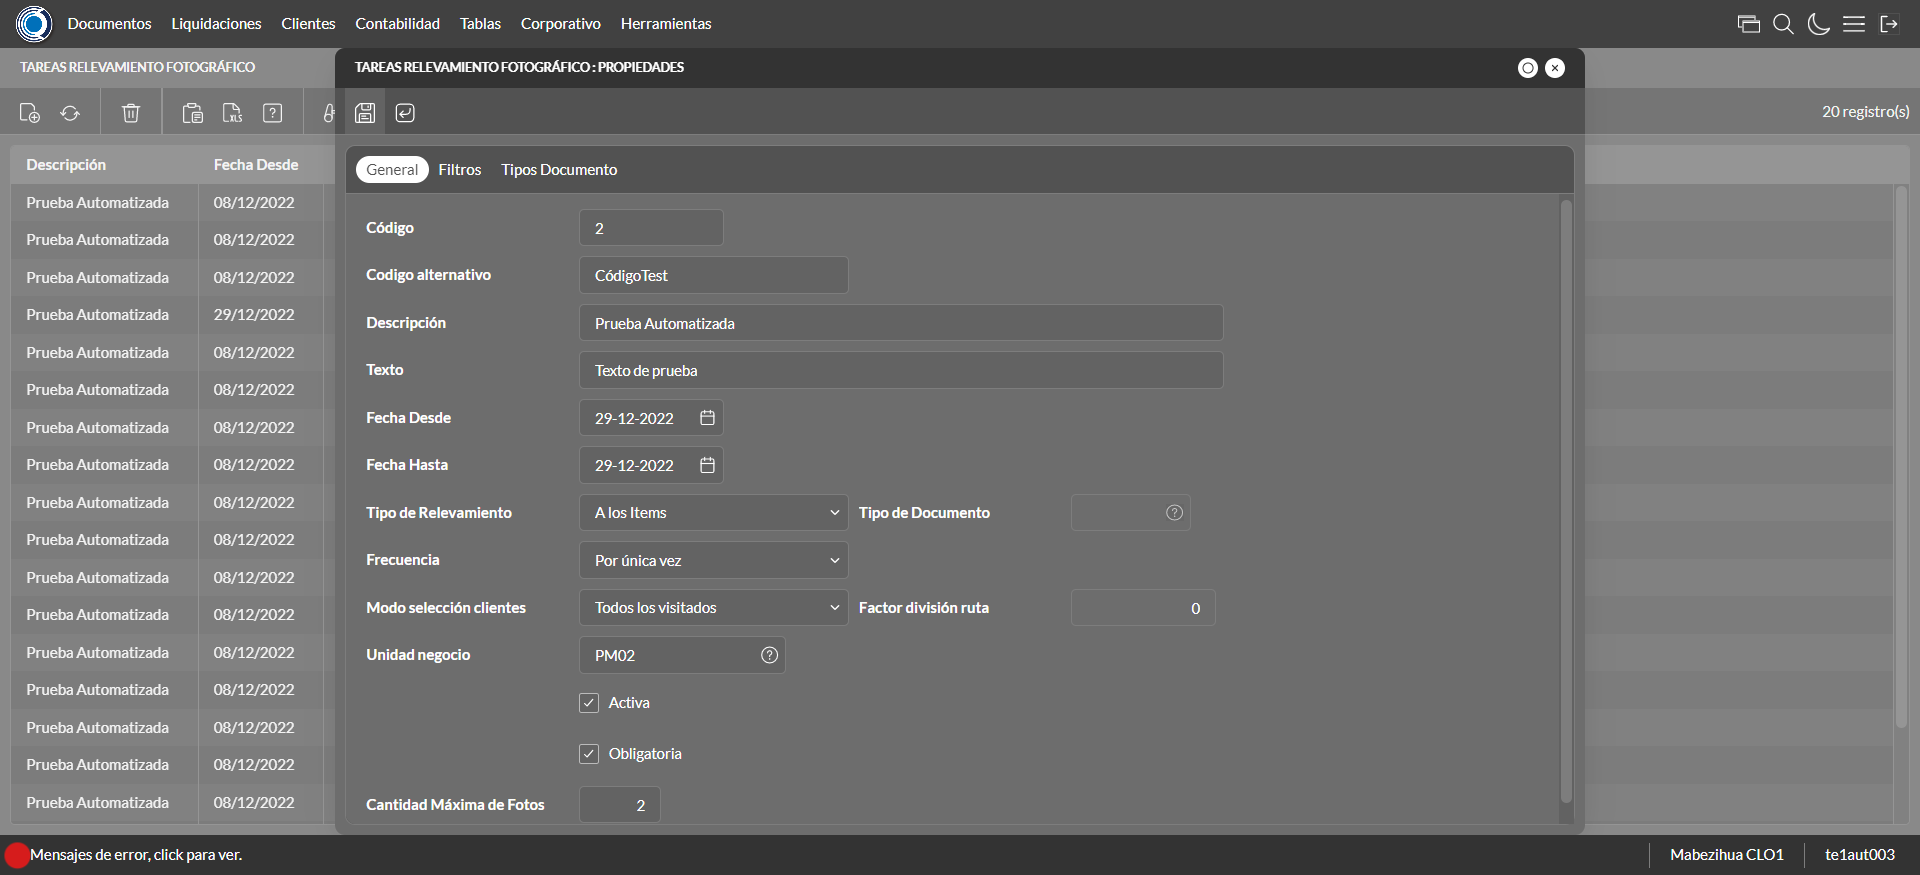 Documentos Liquidaciones Clientes Contabilidad Tablas Corporativo Herramientas
TAREAS RELEVAMIENTO FOTOGRÁFICO
TAREAS RELEVAMIENTO FOTOGRÁFICO : PROPIEDADES
XLS
20 registro(s)
Descripción Fecha Desde
Prueba Automatizada 08/12/2022
Prueba Automatizada 08/12/2022
Prueba Automatizada 08/12/2022
Prueba Automatizada 29/12/2022
Prueba Automatizada 08/12/2022
Prueba Automatizada 08/12/2022
Prueba Automatizada 08/12/2022
Prueba Automatizada 08/12/2022
Prueba Automatizada 08/12/2022
Prueba Automatizada 08/12/2022
Prueba Automatizada 08/12/2022
Prueba Automatizada 08/12/2022
Prueba Automatizada 08/12/2022
Prueba Automatizada 08/12/2022
Prueba Automatizada 08/12/2022
Prueba Automatizada 08/12/2022
Prueba Automatizada 08/12/2022
General Filtros Tipos Documento
Código 2
Codigo alternativo CódigoTest
Descripción Prueba Automatizada
Texto Texto de prueba
Fecha Desde 29-12-2022
Fecha Hasta 29-12-2022
Tipo de Relevamiento A los Items Tipo de Documento
Frecuencia Por única vez
Modo selección clientes Todos los visitados Factor división ruta 0
Unidad negocio PM02
Activa
Obligatoria
Cantidad Máxima de Fotos 2
Mensajes de error, click para ver.
Mabezihua CLO1 te1aut003